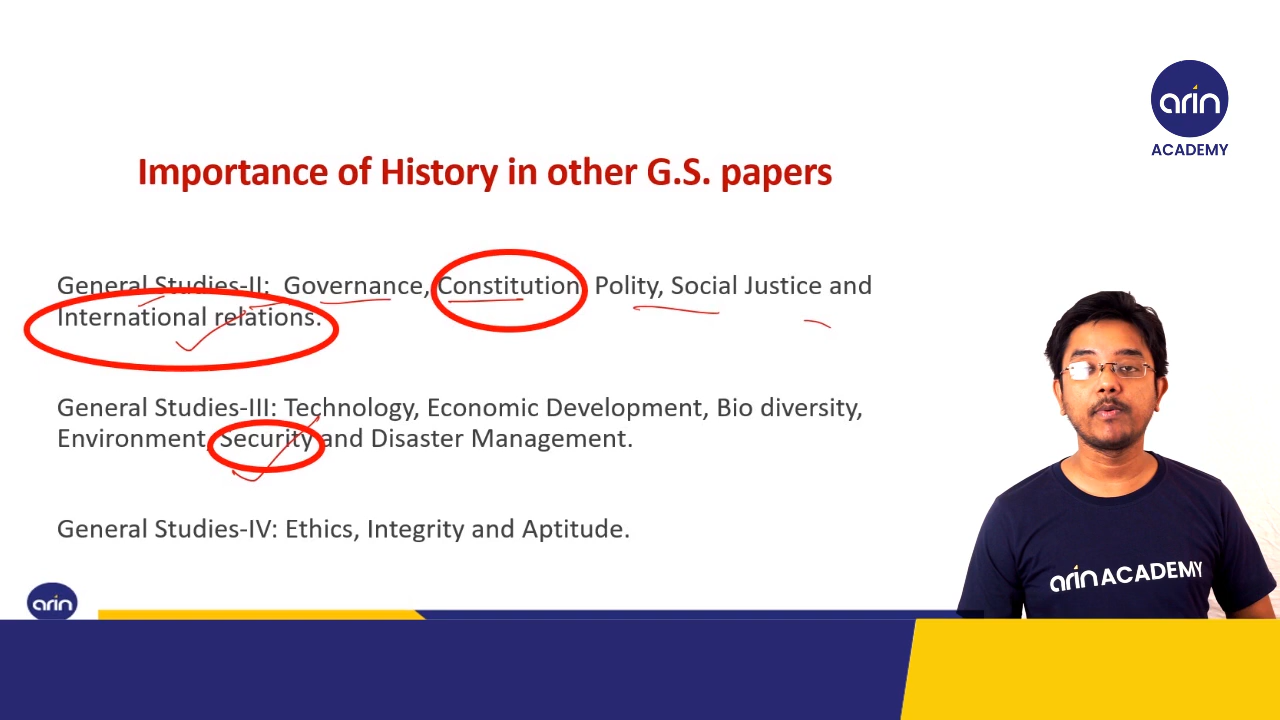 arin
ACADEMY
Importance of History in other G.S. papers
General Studies-II: Governance, Constitution, Polity, Social Justice and
International relations.
General Studies-III: Technology, Economic Development, Bio diversity,
Environment, Security and Disaster Management.
General Studies-IV: Ethics, Integrity and Aptitude.
arin ACADEMY
arin